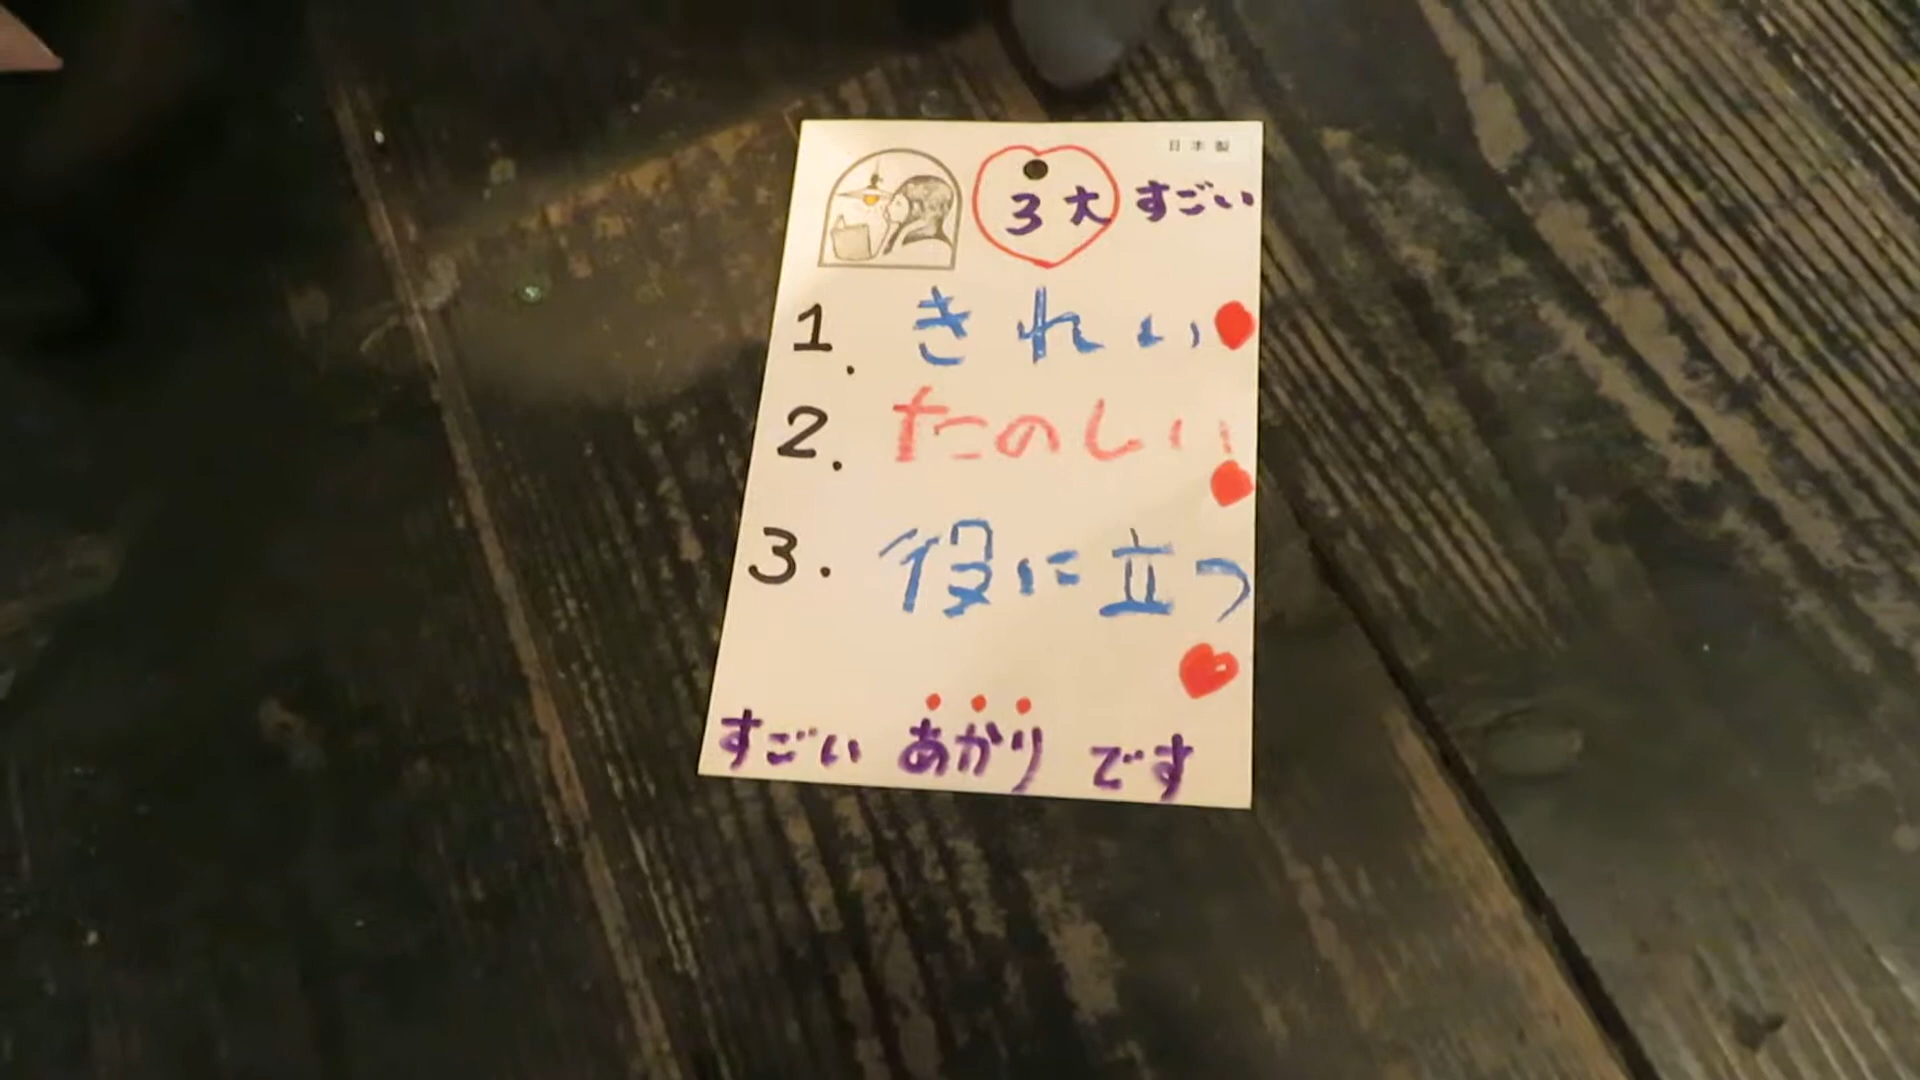 日本製
3大 すごい
1. きれい
2. たのしい
3. 役に立つ
すごい あかり です